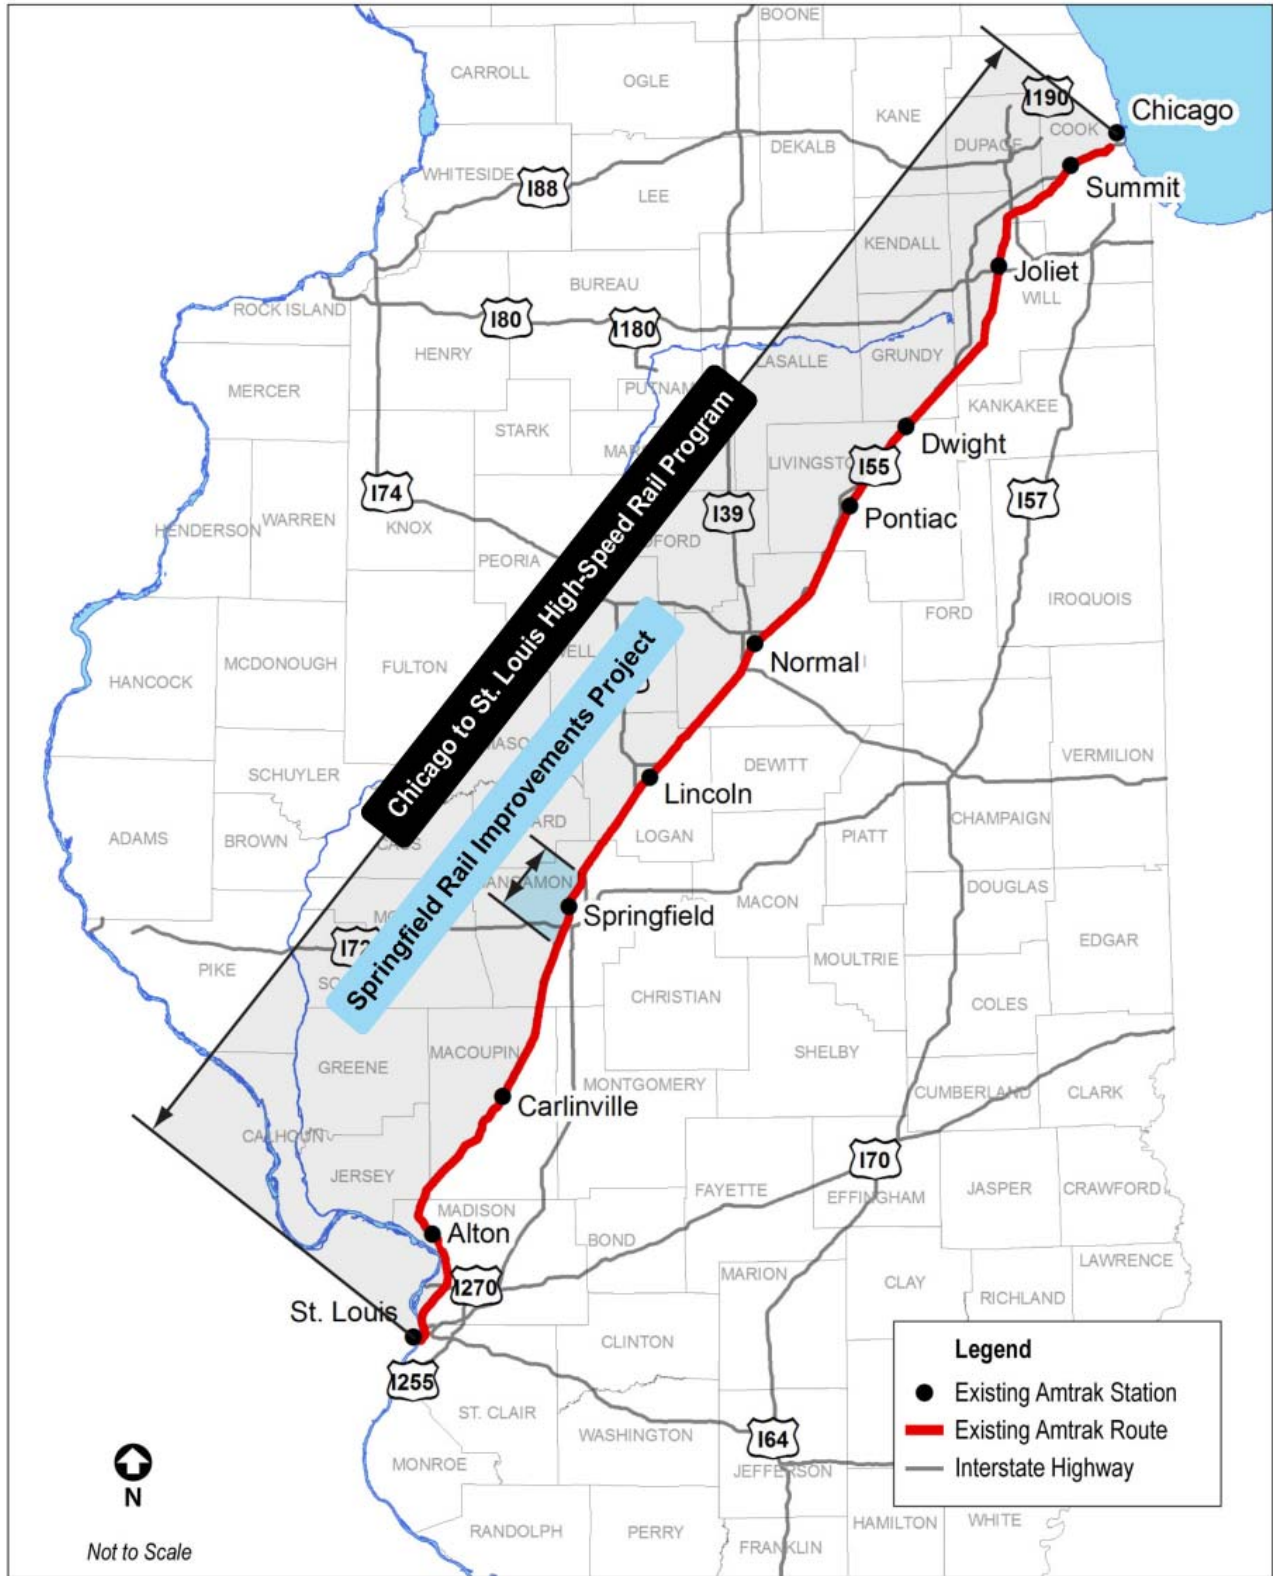 BOONE
CARROLL
OGLE
KANE
I190
Chicago
COOK
DUPAGE
DEKALB
WHITESIDE
I88
LEE
Summit
KENDALL
Joliet
WILL
BUREAU
ROCK ISLAND
I80
I180
HENRY
LASALLE
GRUNDY
MERCER
PUTNAM
KANKAKEE
STARK
Dwight
LIVINGSTO
I55
I74
I39
I57
Pontiac
HENDERSON
WARREN
KNOX
PEORIA
Chicago to St. Louis High-Speed Rail Program
IROQUOIS
FORD
Normal
MCDONOUGH
FULTON
HANCOCK
Springfield Rail Improvements Project
VERMILION
DEWITT
SCHUYLER
Lincoln
LOGAN
PIATT
CHAMPAIGN
ADAMS
BROWN
DOUGLAS
MACON
Springfield
EDGAR
PIKE
MOULTRIE
CHRISTIAN
COLES
SHELBY
GREENE
MACOUPIN
MONTGOMERY
CUMBERLAND
CLARK
Carlinville
CALHOUN
I70
JERSEY
FAYETTE
EFFINGHAM
JASPER
CRAWFORD
MADISON
Alton
BOND
LAWRENCE
MARION
CLAY
I270
RICHLAND
St. Louis
CLINTON
I255
ST. CLAIR
WASHINGTON
I64
MONROE
JEFFERSON
RANDOLPH
PERRY
HAMILTON
WHITE
FRANKLIN
Legend
Existing Amtrak Station
Existing Amtrak Route
Interstate Highway
N
Not to Scale